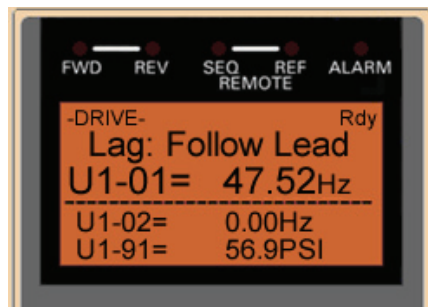 FWD REV SEQ REF ALARM
REMOTE
-DRIVE- Rdy
Lag: Follow Lead
U1-01= 47.52Hz
U1-02= 0.00Hz
U1-91= 56.9PSI